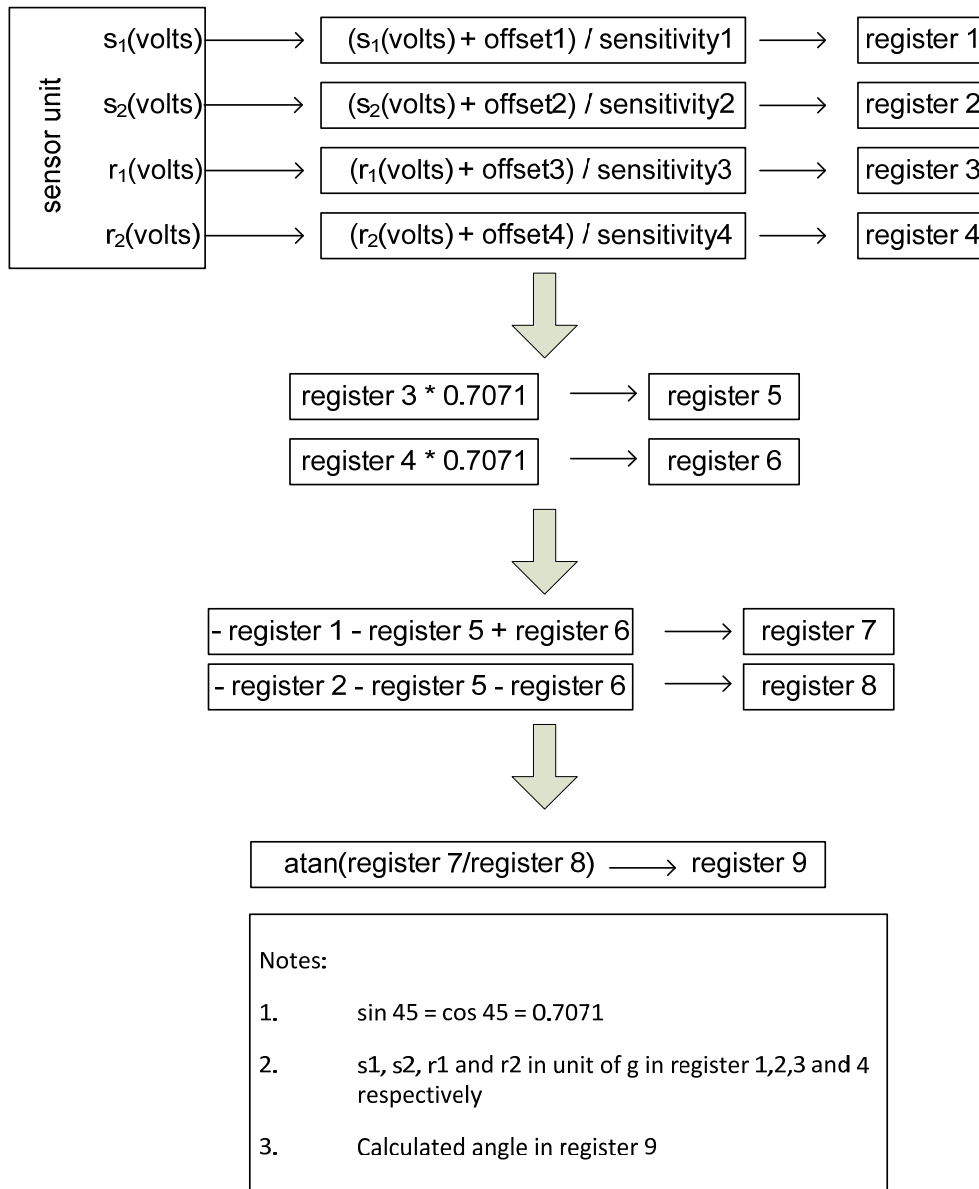 sensor unit
s₁(volts) (s₁(volts) + offset1) / sensitivity1 register 1
s₂(volts) (s₂(volts) + offset2) / sensitivity2 register 2
r₁(volts) (r₁(volts) + offset3) / sensitivity3 register 3
r₂(volts) (r₂(volts) + offset4) / sensitivity4 register 4
register 3 * 0.7071 register 5
register 4 * 0.7071 register 6
- register 1 - register 5 + register 6 register 7
- register 2 - register 5 - register 6 register 8
atan(register 7/register 8) register 9
Notes:
1. sin 45 = cos 45 = 0.7071
2. s1, s2, r1 and r2 in unit of g in register 1,2,3 and 4
respectively
3. Calculated angle in register 9